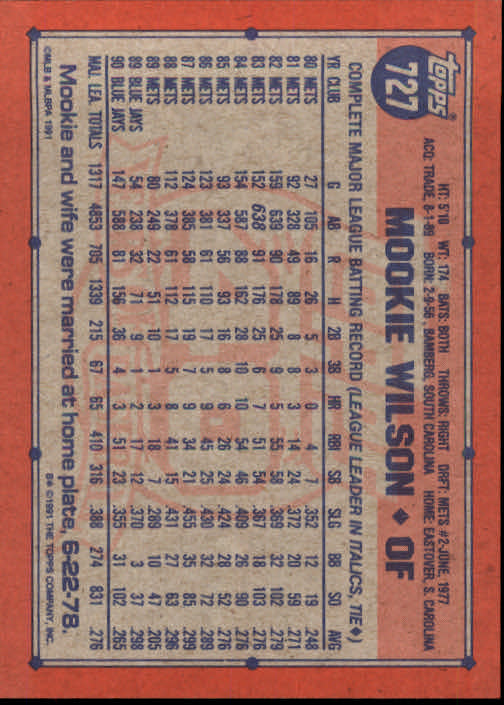 topps®
727
HT: 5'10 WT: 174 BATS: BOTH THROWS: RIGHT DRFT: METS #2-JUNE, 1977
ACQ: TRADE, 8-1-89 BORN: 2-9-56, BAMBERG, SOUTH CAROLINA HOME: EASTOVER, S. CAROLINA
MOOKIE WILSON ♦ OF
COMPLETE MAJOR LEAGUE BATTING RECORD (LEAGUE LEADER IN ITALICS, TIE♦)
YR CLUB G AB R H 2B 3B HR RBI SB SLG BB SO AVG
80 METS 27 105 16 26 5 3 0 4 7 .352 12 19 .248
81 METS 92 328 49 89 8 8 3 14 24 .372 20 59 .271
82 METS 159 639 90 178 25 9 5 55 58 .369 32 102 .279
83 METS 152 638 91 176 25 6 7 51 54 .367 18 103 .276
84 METS 154 587 88 162 28 10 10 54 46 .409 26 90 .276
85 METS 93 337 56 93 16 8 6 26 24 .424 28 52 .276
86 METS 123 381 61 110 17 5 9 45 25 .430 32 72 .289
87 METS 124 385 58 115 19 7 9 34 21 .455 35 85 .299
88 METS 112 378 61 112 17 5 8 41 15 .431 27 63 .296
89 METS 80 249 22 51 10 1 3 18 7 .289 10 47 .205
89 BLUE JAYS 54 238 32 71 9 1 2 17 12 .370 3 37 .298
90 BLUE JAYS 147 588 81 156 36 4 3 51 23 .355 31 102 .265
MAJ. LEA. TOTALS 1317 4853 705 1339 215 67 65 410 316 .388 274 831 .276
©MLB & MLBPA 1991
B* ©1991 THE TOPPS COMPANY, INC.
Mookie and wife were married at home plate, 6-22-78.